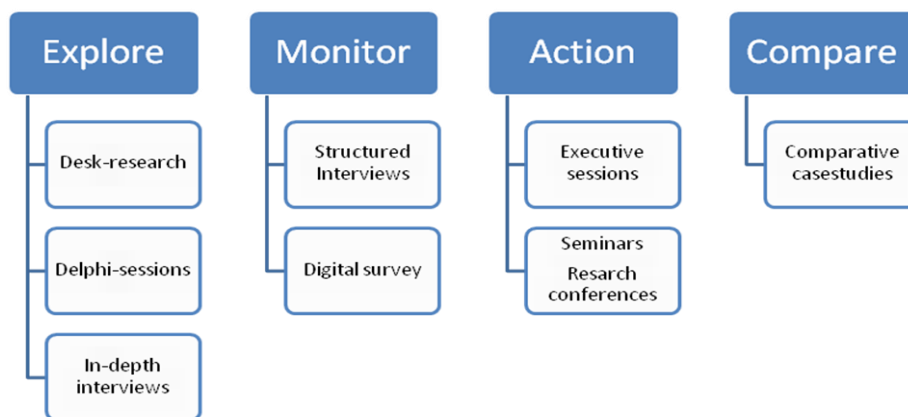 Explore
Desk-research
Delphi-sessions
In-depth
interviews
Monitor
Structured
Interviews
Digital survey
Action
Executive
sessions
Seminars
Resarch
conferences
Compare
Comparative
casestudies